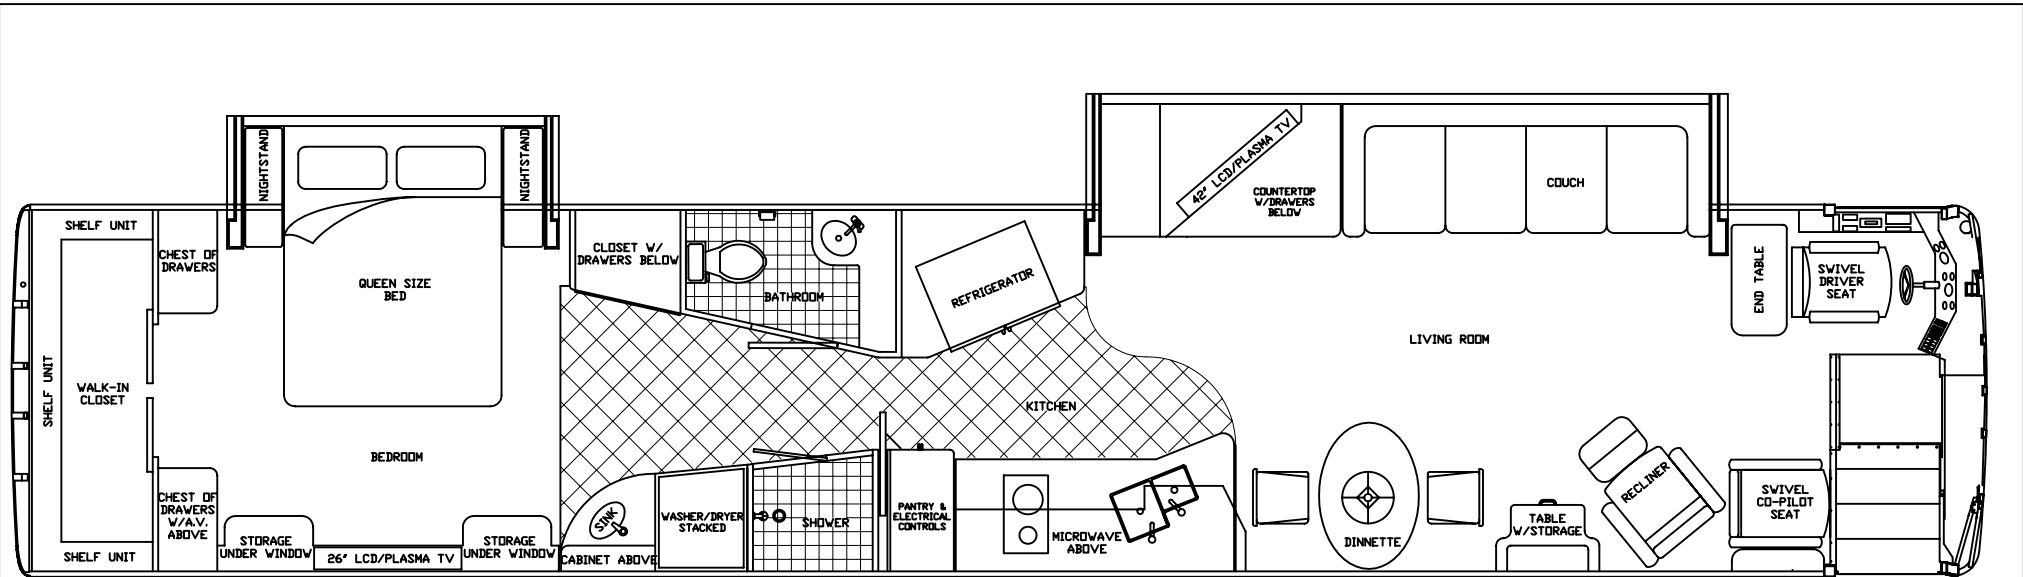 SHELF UNIT
CHEST OF
DRAWERS
SHELF UNIT
WALK-IN
CLOSET
CHEST OF
DRAWERS
W/A.V.
ABOVE
SHELF UNIT
NIGHTSTAND
NIGHTSTAND
QUEEN SIZE
BED
BEDROOM
STORAGE
UNDER WINDOW
26" LCD/PLASMA TV
STORAGE
UNDER WINDOW
CLOSET W/
DRAWERS BELOW
BATHROOM
SINK
CABINET ABOVE
WASHER/DRYER
STACKED
SHOWER
REFRIGERATOR
KITCHEN
PANTRY &
ELECTRICAL
CONTROLS
MICROWAVE
ABOVE
42" LCD/PLASMA TV
COUNTERTOP
W/DRAWERS
BELOW
COUCH
LIVING ROOM
DINNETTE
TABLE
W/STORAGE
RECLINER
END TABLE
SWIVEL
DRIVER
SEAT
SWIVEL
CO-PILOT
SEAT